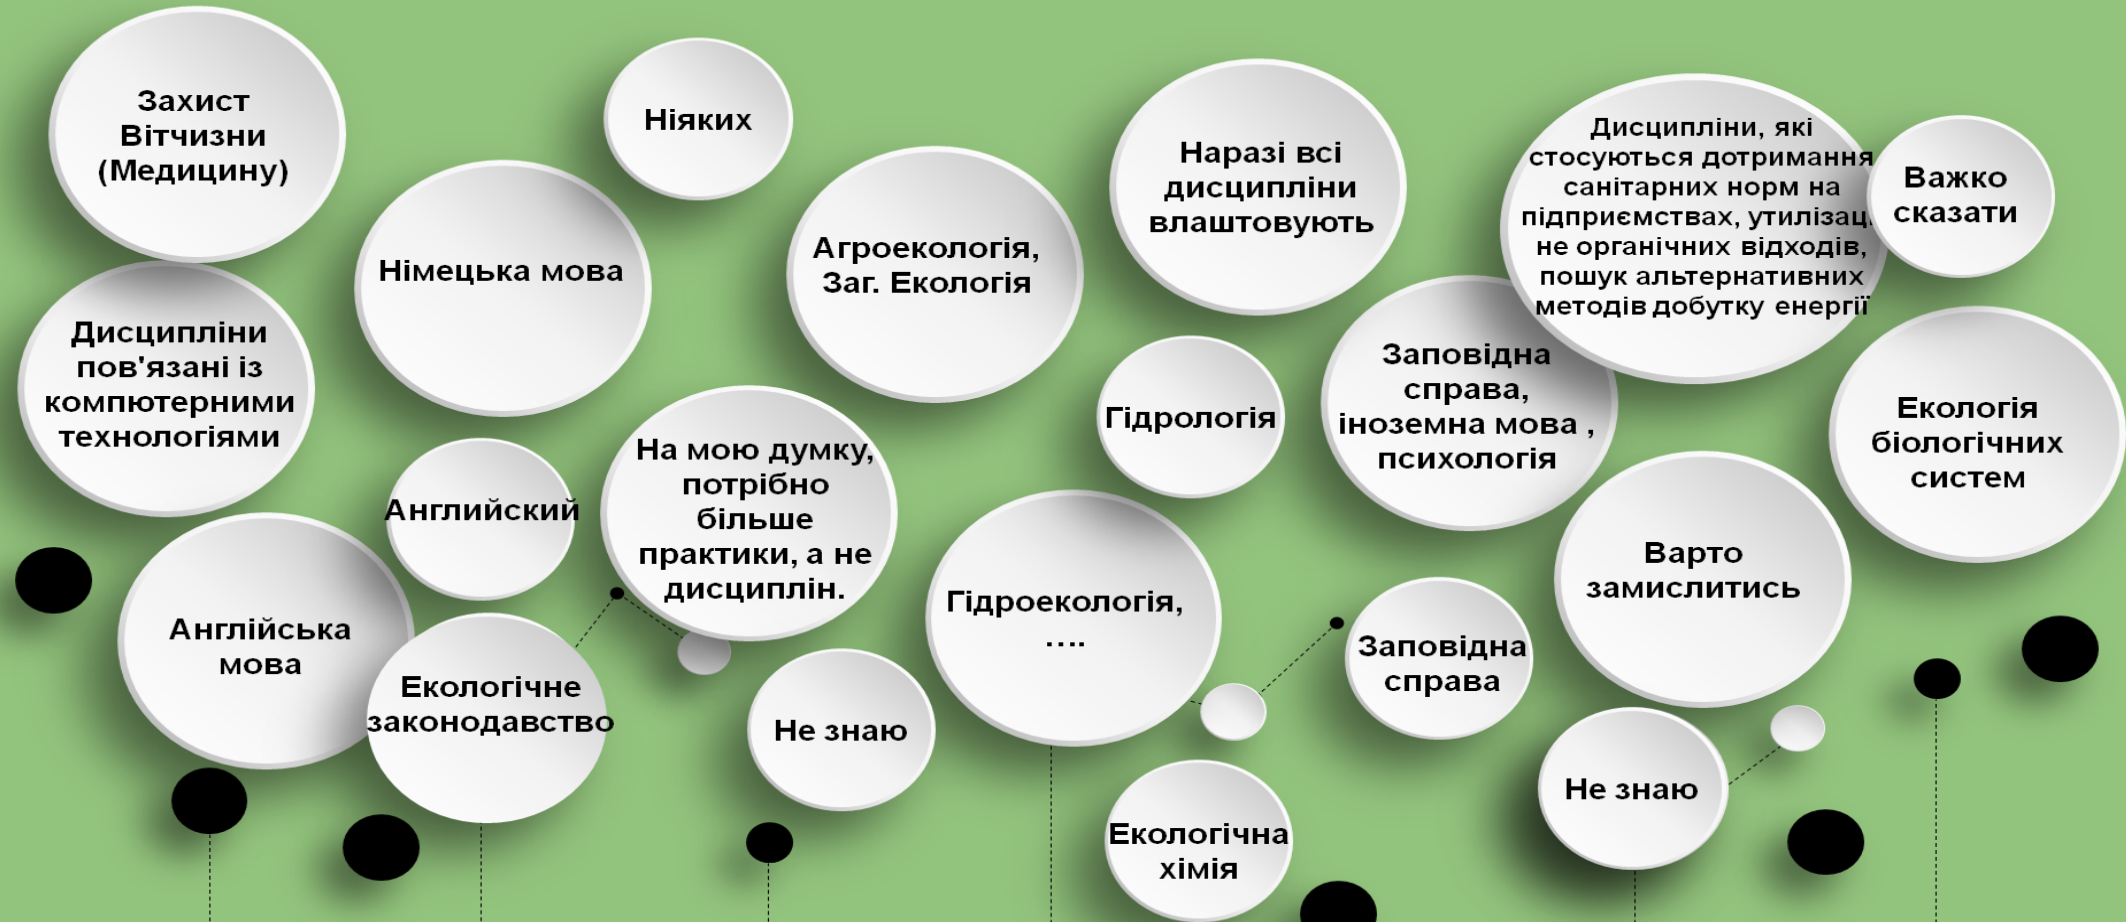 Захист
Вітчизни
(Медицину)
Ніяких
Німецька мова
Агроекологія,
Заг. Екологія
Наразі всі
дисципліни
влаштовують
Дисципліни, які
стосуються дотримання
санітарних норм на
підприємствах, утилізаці
не органічних відходів,
пошук альтернативних
методів добутку енергії
Важко
сказати
Дисципліни
пов'язані із
компютерними
технологіями
Английский
На мою думку,
потрібно
більше
практики, а не
дисциплін.
Гідрологія
Заповідна
справа,
іноземна мова ,
психологія
Екологія
біологічних
систем
Англійська
мова
Екологічне
законодавство
Не знаю
Гідроекологія,
....
Заповідна
справа
Варто
замислитись
Екологічна
хімія
Не знаю